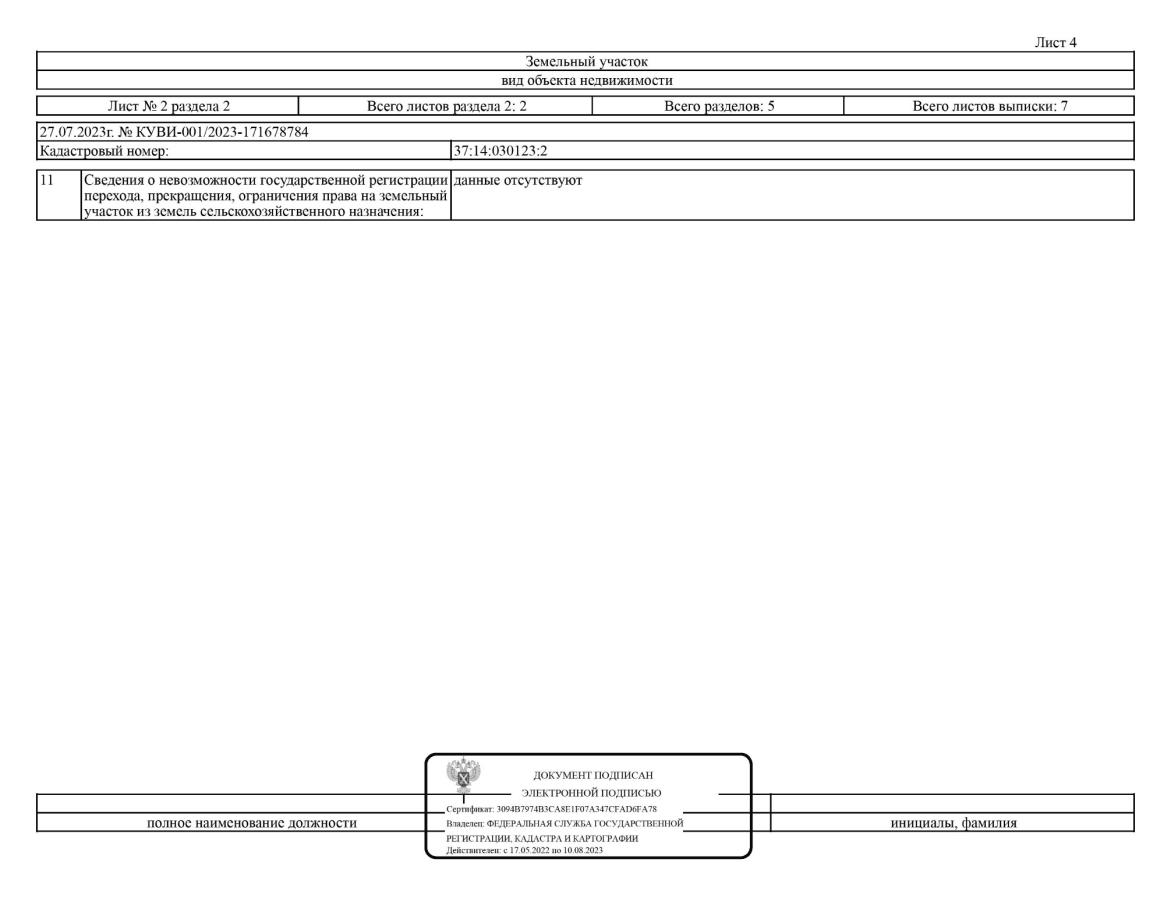 Лист 4
Земельный участок
вид объекта недвижимости
Лист № 2 раздела 2 Всего листов раздела 2: 2 Всего разделов: 5 Всего листов выписки: 7
27.07.2023г. № КУВИ-001/2023-171678784
Кадастровый номер: 37:14:030123:2
11 Сведения о невозможности государственной регистрации данные отсутствуют
перехода, прекращения, ограничения права на земельный
участок из земель сельскохозяйственного назначения:
ДОКУМЕНТ ПОДПИСАН
ЭЛЕКТРОННОЙ ПОДПИСЬЮ
Сертификат: 3094B7974B3CA8E1F07A347CFAD6FA78
Владелец: ФЕДЕРАЛЬНАЯ СЛУЖБА ГОСУДАРСТВЕННОЙ
РЕГИСТРАЦИИ, КАДАСТРА И КАРТОГРАФИИ
Действителен: с 17.05.2022 по 10.08.2023
полное наименование должности
инициалы, фамилия